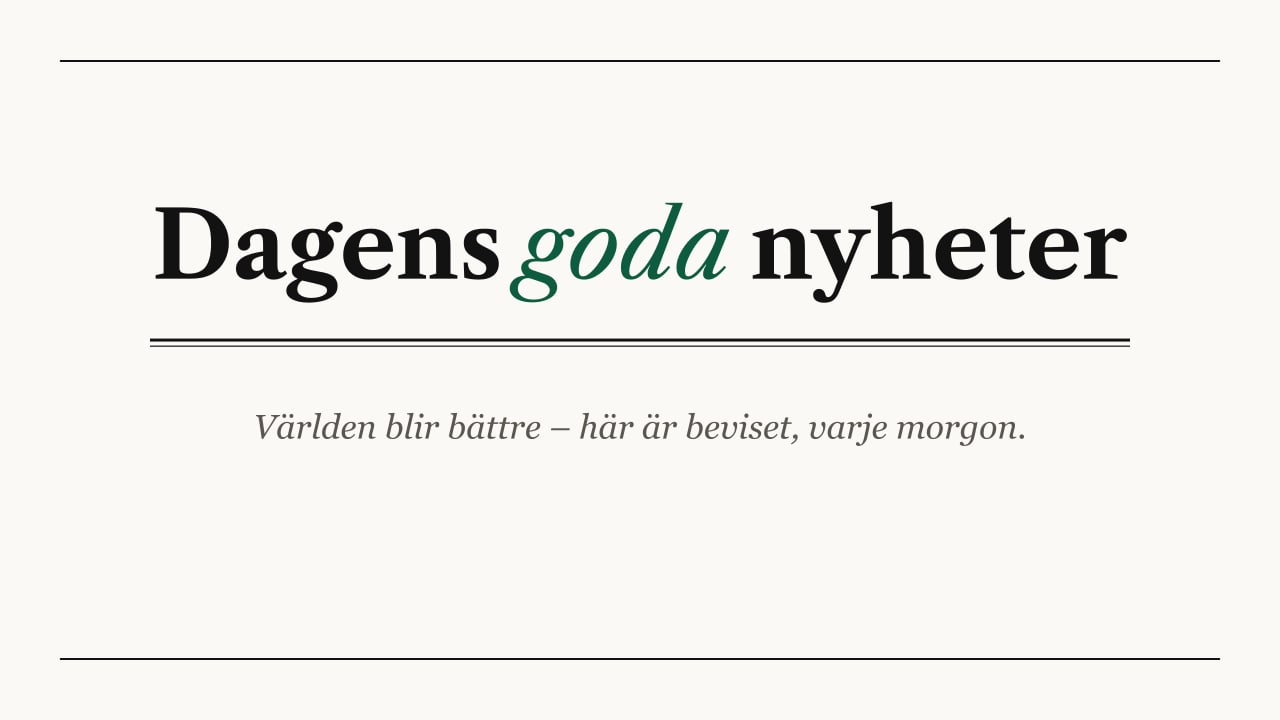 Dagens goda nyheter
Världen blir bättre – här är beviset, varje morgon.